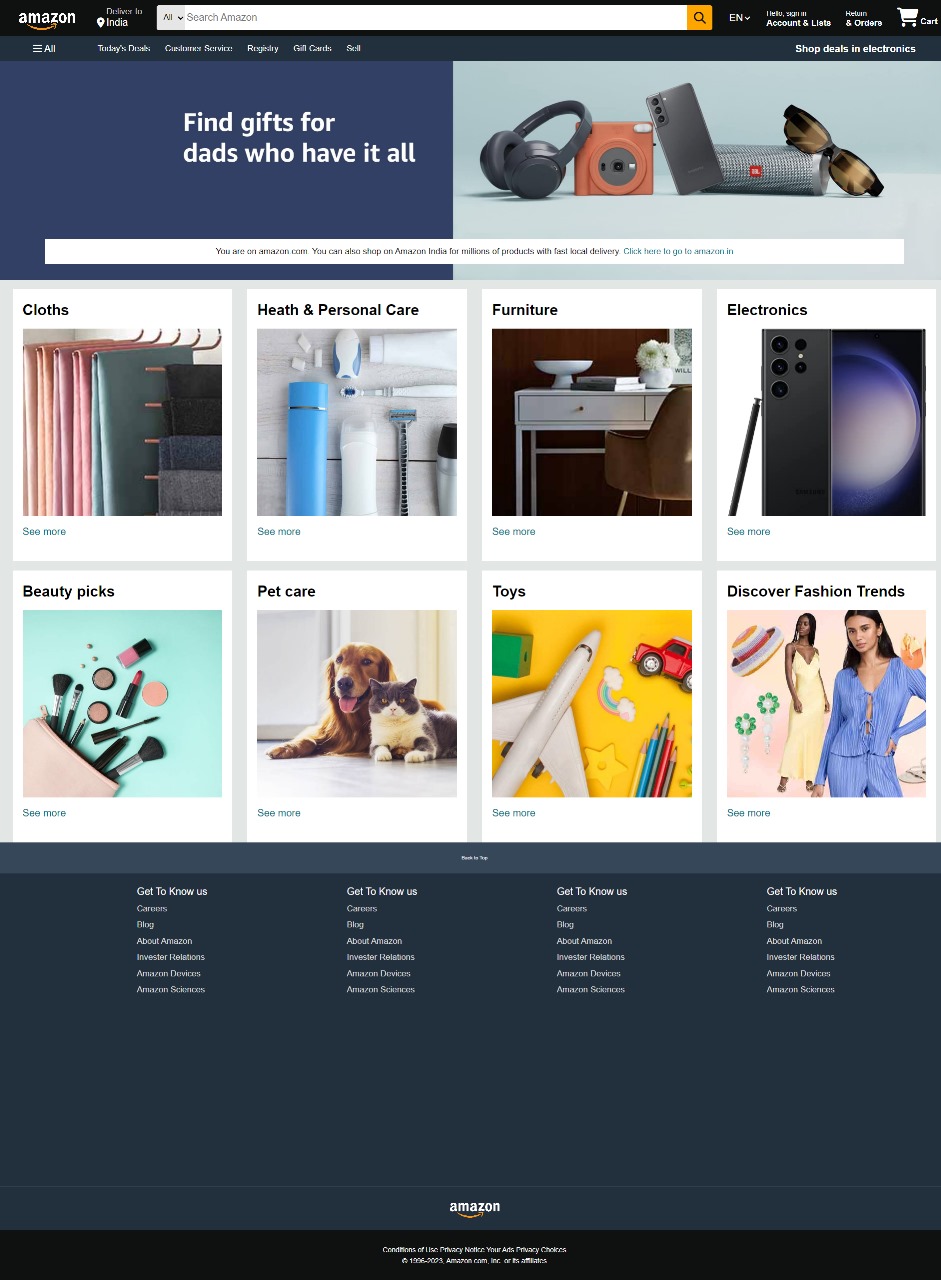 amazon
Deliver to
India
All
Search Amazon
EN
Hello, sign in
Account & Lists
Return
& Orders
Cart
All
Today's Deals
Customer Service
Registry
Gift Cards
Sell
Shop deals in electronics
Find gifts for
dads who have it all
JBL
You are on amazon.com. You can also shop on Amazon India for millions of products with fast local delivery. Click here to go to amazon.in
Cloths
Heath & Personal Care
Furniture
Electronics
WILL
SAMSUNG
See more
See more
See more
See more
Beauty picks
Pet care
Toys
Discover Fashion Trends
See more
See more
See more
See more
Back to Top
Get To Know us
Careers
Blog
About Amazon
Invester Relations
Amazon Devices
Amazon Sciences
Get To Know us
Careers
Blog
About Amazon
Invester Relations
Amazon Devices
Amazon Sciences
Get To Know us
Careers
Blog
About Amazon
Invester Relations
Amazon Devices
Amazon Sciences
Get To Know us
Careers
Blog
About Amazon
Invester Relations
Amazon Devices
Amazon Sciences
amazon
Conditions of Use Privacy Notice Your Ads Privacy Choices
© 1996-2023, Amazon.com, Inc. or its affiliates